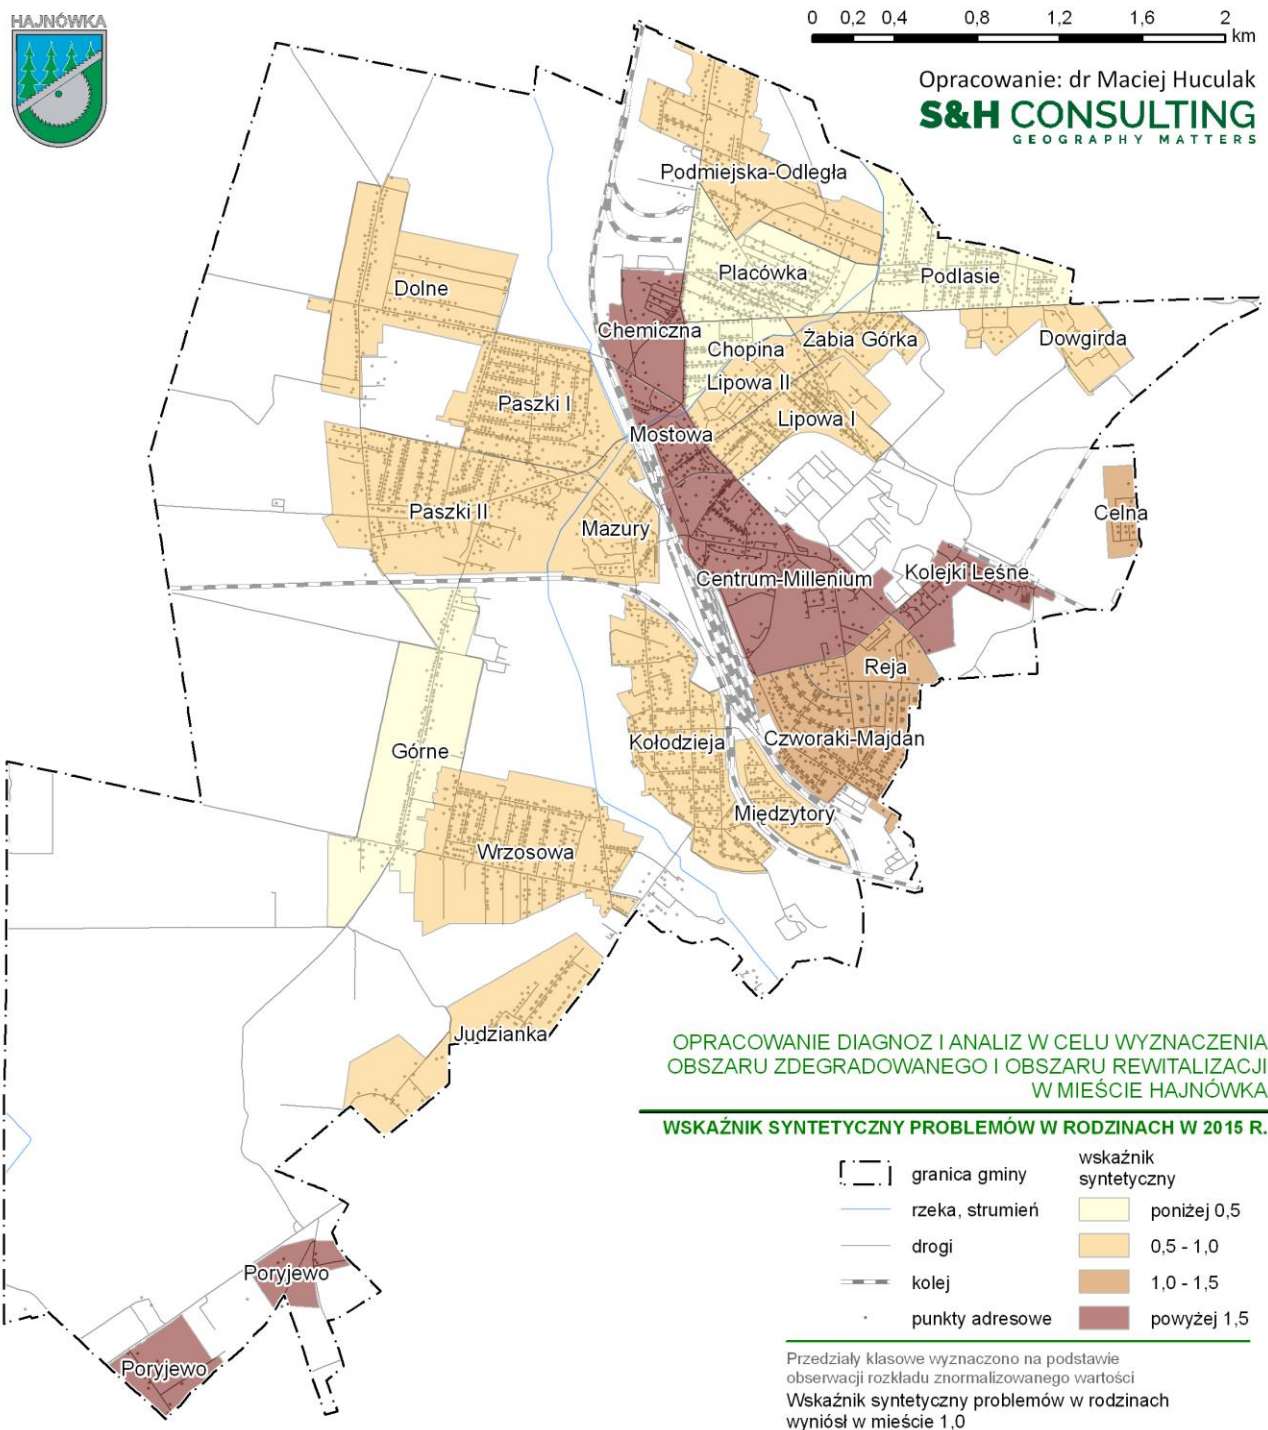 HAJNÓWKA
0 0,2 0,4 0,8 1,2 1,6 2
km
Opracowanie: dr Maciej Huculak
S&H CONSULTING
GEOGRAPHY MATTERS
Podmiejska-Odległa
Placówka
Podlasie
Dolne
Chemiczna
Chopina
Żabia Górka
Dowgirda
Lipowa II
Paszki I
Lipowa I
Mostowa
Paszki II
Mazury
Celna
Centrum-Millenium
Kolejki Leśne
Reja
Kołodzieja
Czworaki-Majdan
Górne
Międzytory
Wrzosowa
Judzianka
Poryjewo
Poryjewo
OPRACOWANIE DIAGNOZ I ANALIZ W CELU WYZNACZENIA
OBSZARU ZDEGRADOWANEGO I OBSZARU REWITALIZACJI
W MIEŚCIE HAJNÓWKA
WSKAŹNIK SYNTETYCZNY PROBLEMÓW W RODZINACH W 2015 R.
granica gminy
rzeka, strumień
drogi
kolej
punkty adresowe
wskaźnik
syntetyczny
poniżej 0,5
0,5 - 1,0
1,0 - 1,5
powyżej 1,5
Przedziały klasowe wyznaczono na podstawie
obserwacji rozkładu znormalizowanego wartości
Wskaźnik syntetyczny problemów w rodzinach
wyniósł w mieście 1,0